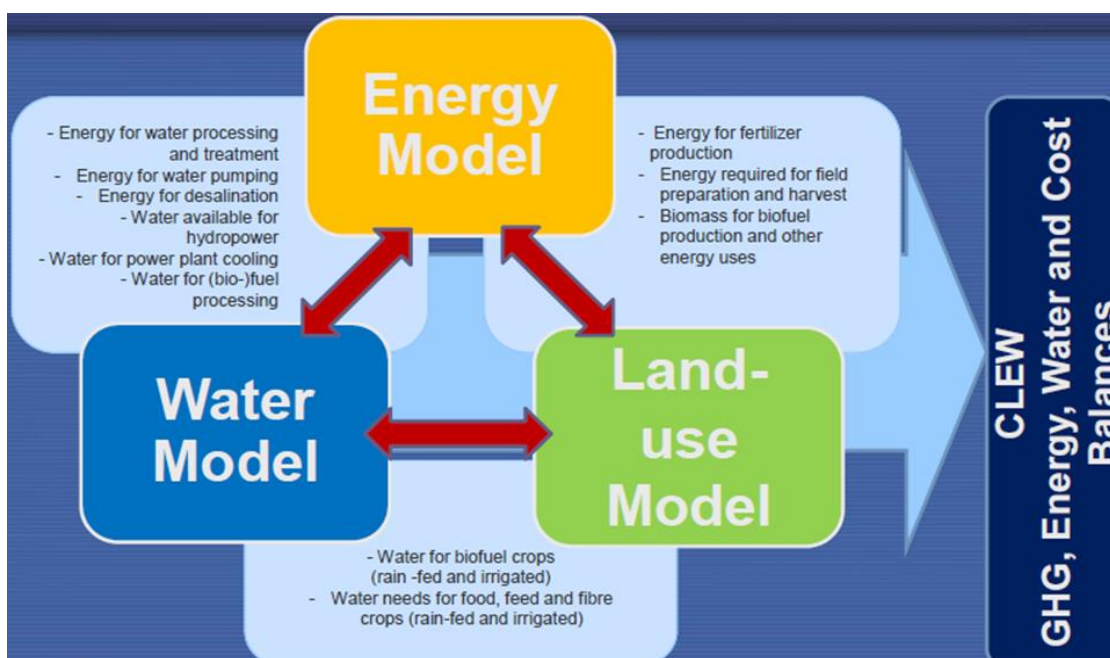 Energy
Model
- Energy for water processing
and treatment
- Energy for water pumping
- Energy for desalination
- Water available for
hydropower
- Water for power plant cooling
- Water for (bio-)fuel
processing
- Energy for fertilizer
production
- Energy required for field
preparation and harvest
- Biomass for biofuel
production and other
energy uses
Water
Model
Land-
use
Model
- Water for biofuel crops
(rain -fed and irrigated)
- Water needs for food, feed and fibre
crops (rain-fed and irrigated)
CLEW
GHG, Energy, Water and Cost
Balances